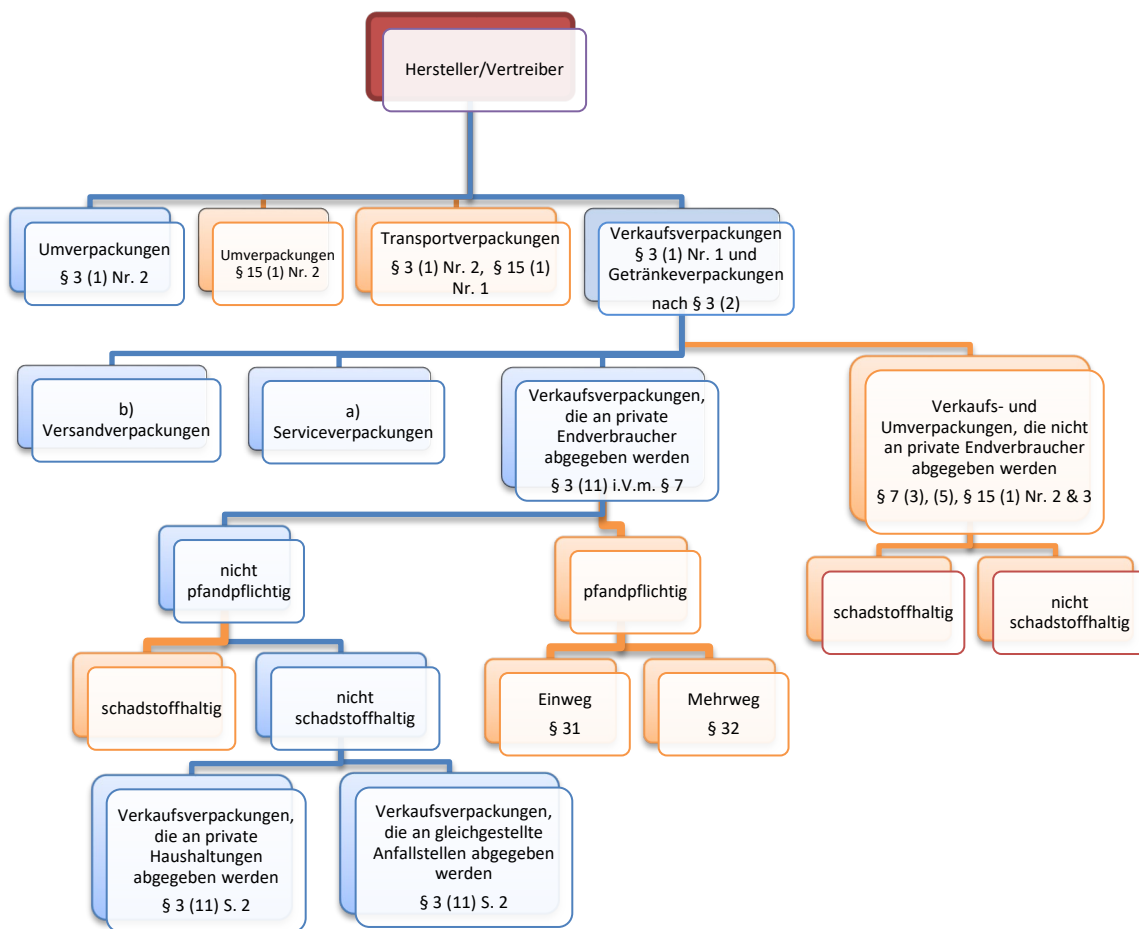 Hersteller/Vertreiber
Umverpackungen
§ 3 (1) Nr. 2
Umverpackungen
§ 15 (1) Nr. 2
Transportverpackungen
§ 3 (1) Nr. 2, § 15 (1)
Nr. 1
Verkaufsverpackungen
§ 3 (1) Nr. 1 und
Getränkeverpackungen
nach § 3 (2)
b)
Versandverpackungen
a)
Serviceverpackungen
Verkaufsverpackungen,
die an private
Endverbraucher
abgegeben werden
§ 3 (11) i.V.m. § 7
Verkaufs- und
Umverpackungen, die nicht
an private Endverbraucher
abgegeben werden
§ 7 (3), (5), § 15 (1) Nr. 2 & 3
nicht
pfandpflichtig
pfandpflichtig
schadstoffhaltig
nicht
schadstoffhaltig
schadstoffhaltig
nicht
schadstoffhaltig
Einweg
§ 31
Mehrweg
§ 32
Verkaufsverpackungen,
die an private
Haushaltungen
abgegeben werden
§ 3 (11) S. 2
Verkaufsverpackungen,
die an gleichgestellte
Anfallstellen abgegeben
werden
§ 3 (11) S. 2